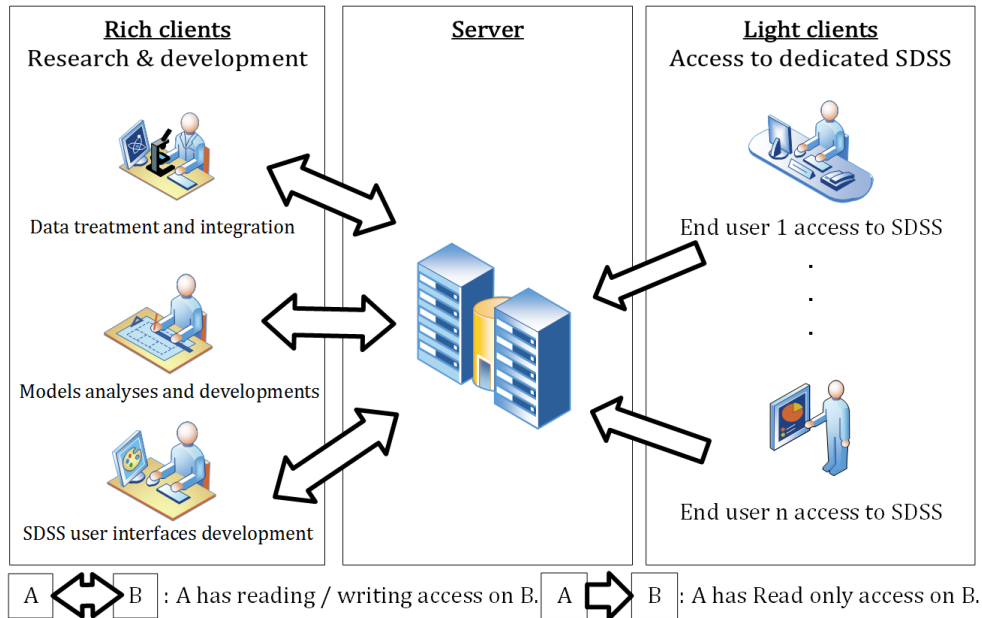 Rich clients
Research & development
Data treatment and integration
Models analyses and developments
SDSS user interfaces development
Server
Light clients
Access to dedicated SDSS
End user 1 access to SDSS
.
.
.
End user n access to SDSS
A B : A has reading / writing access on B. A B : A has Read only access on B.